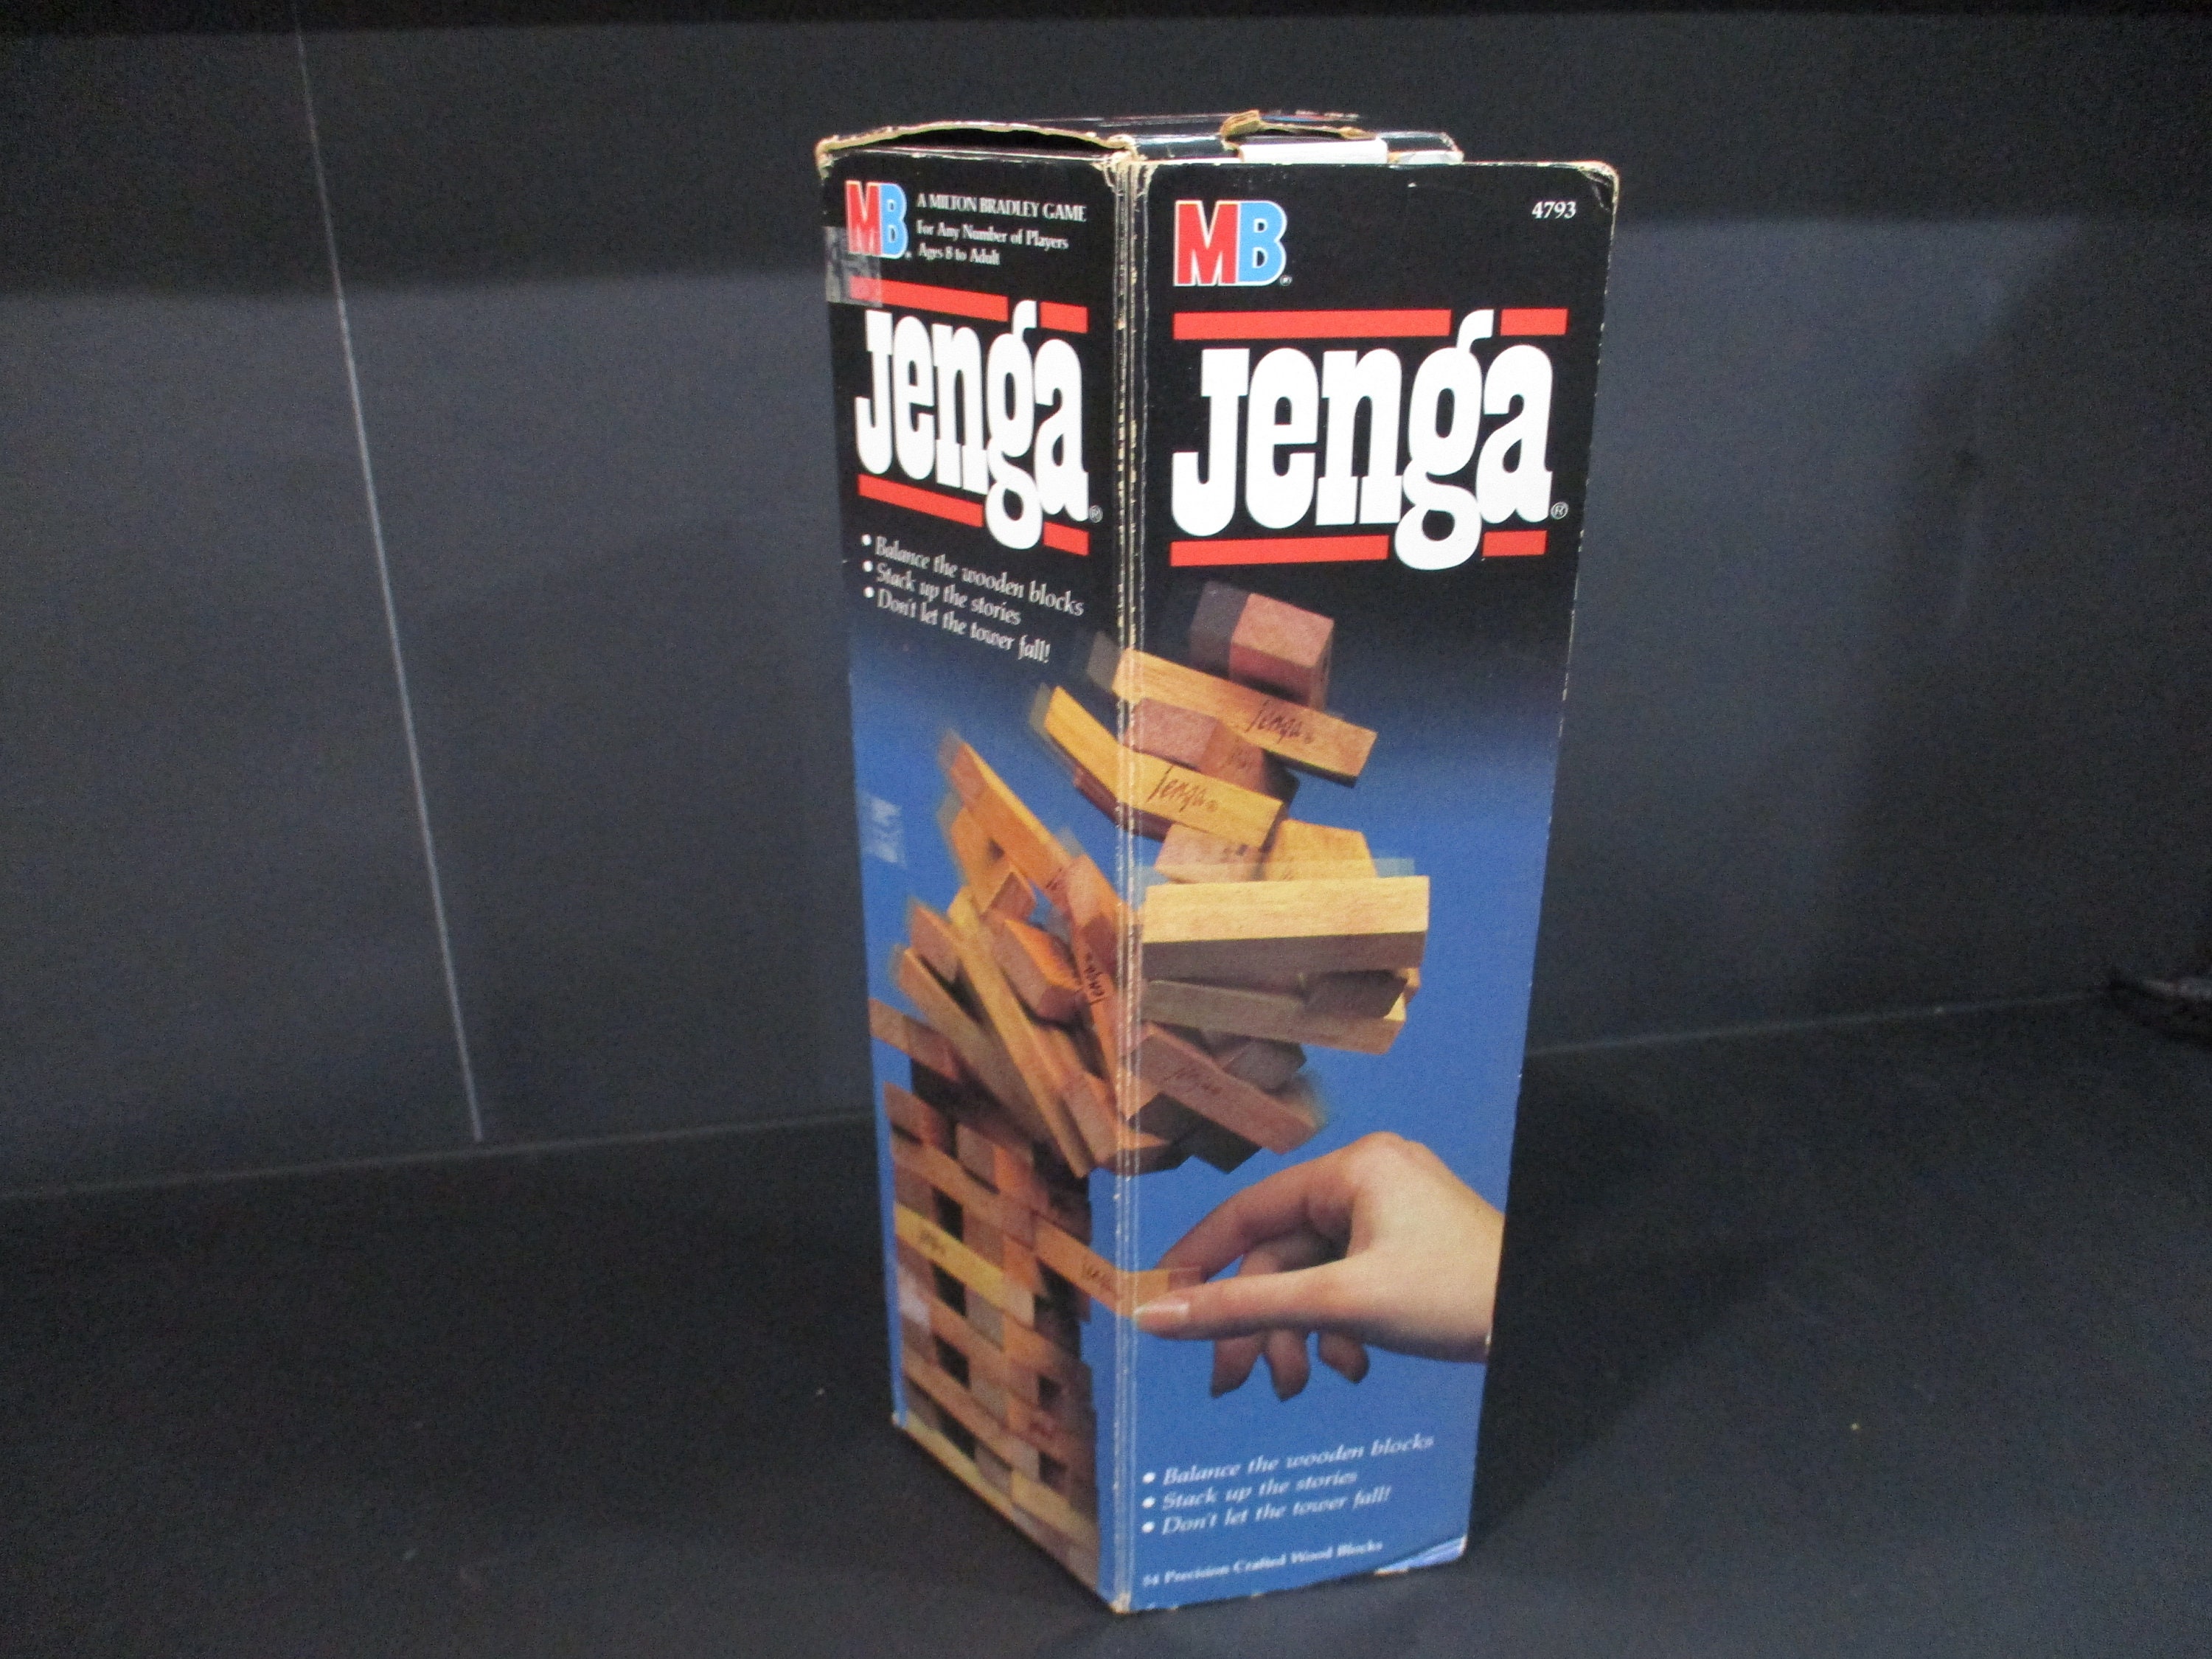 MB®
A MILTON BRADLEY GAME
For Any Number of Players
Ages 8 to Adult
Jenga®
• Balance the wooden blocks
• Stack up the stories
• Don't let the tower fall!
MB®
4793
Jenga®
Jenga®
Jenga®
Jenga®
• Balance the wooden blocks
• Stack up the stories
• Don't let the tower fall!
54 Precision Crafted Wood Blocks